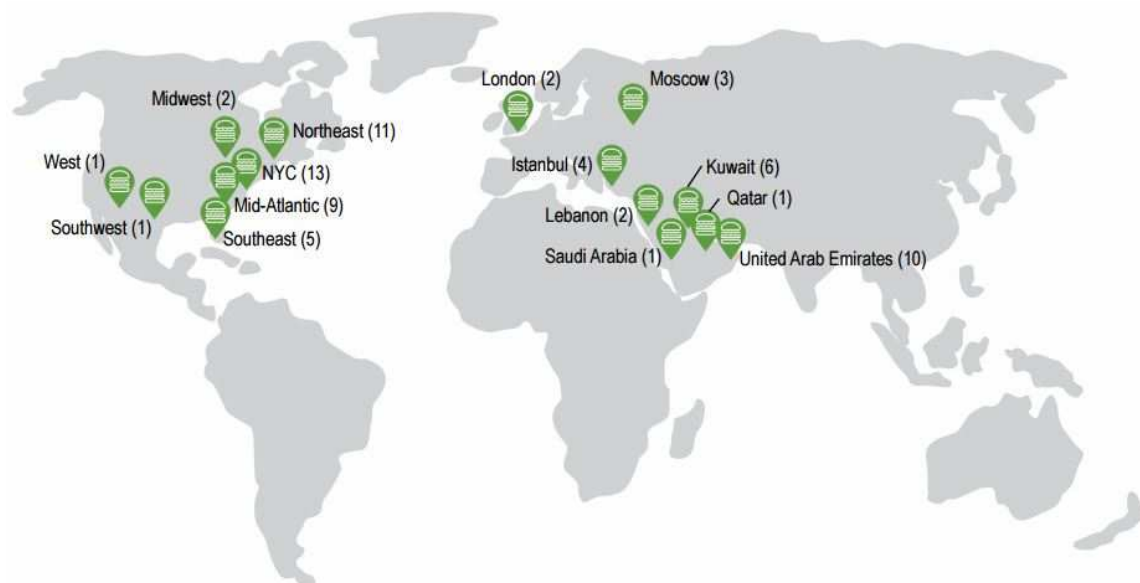 London (2)
Moscow (3)
Midwest (2)
Northeast (11)
West (1)
NYC (13)
Istanbul (4)
Kuwait (6)
Qatar (1)
Mid-Atlantic (9)
Lebanon (2)
Southwest (1)
Southeast (5)
Saudi Arabia (1)
United Arab Emirates (10)